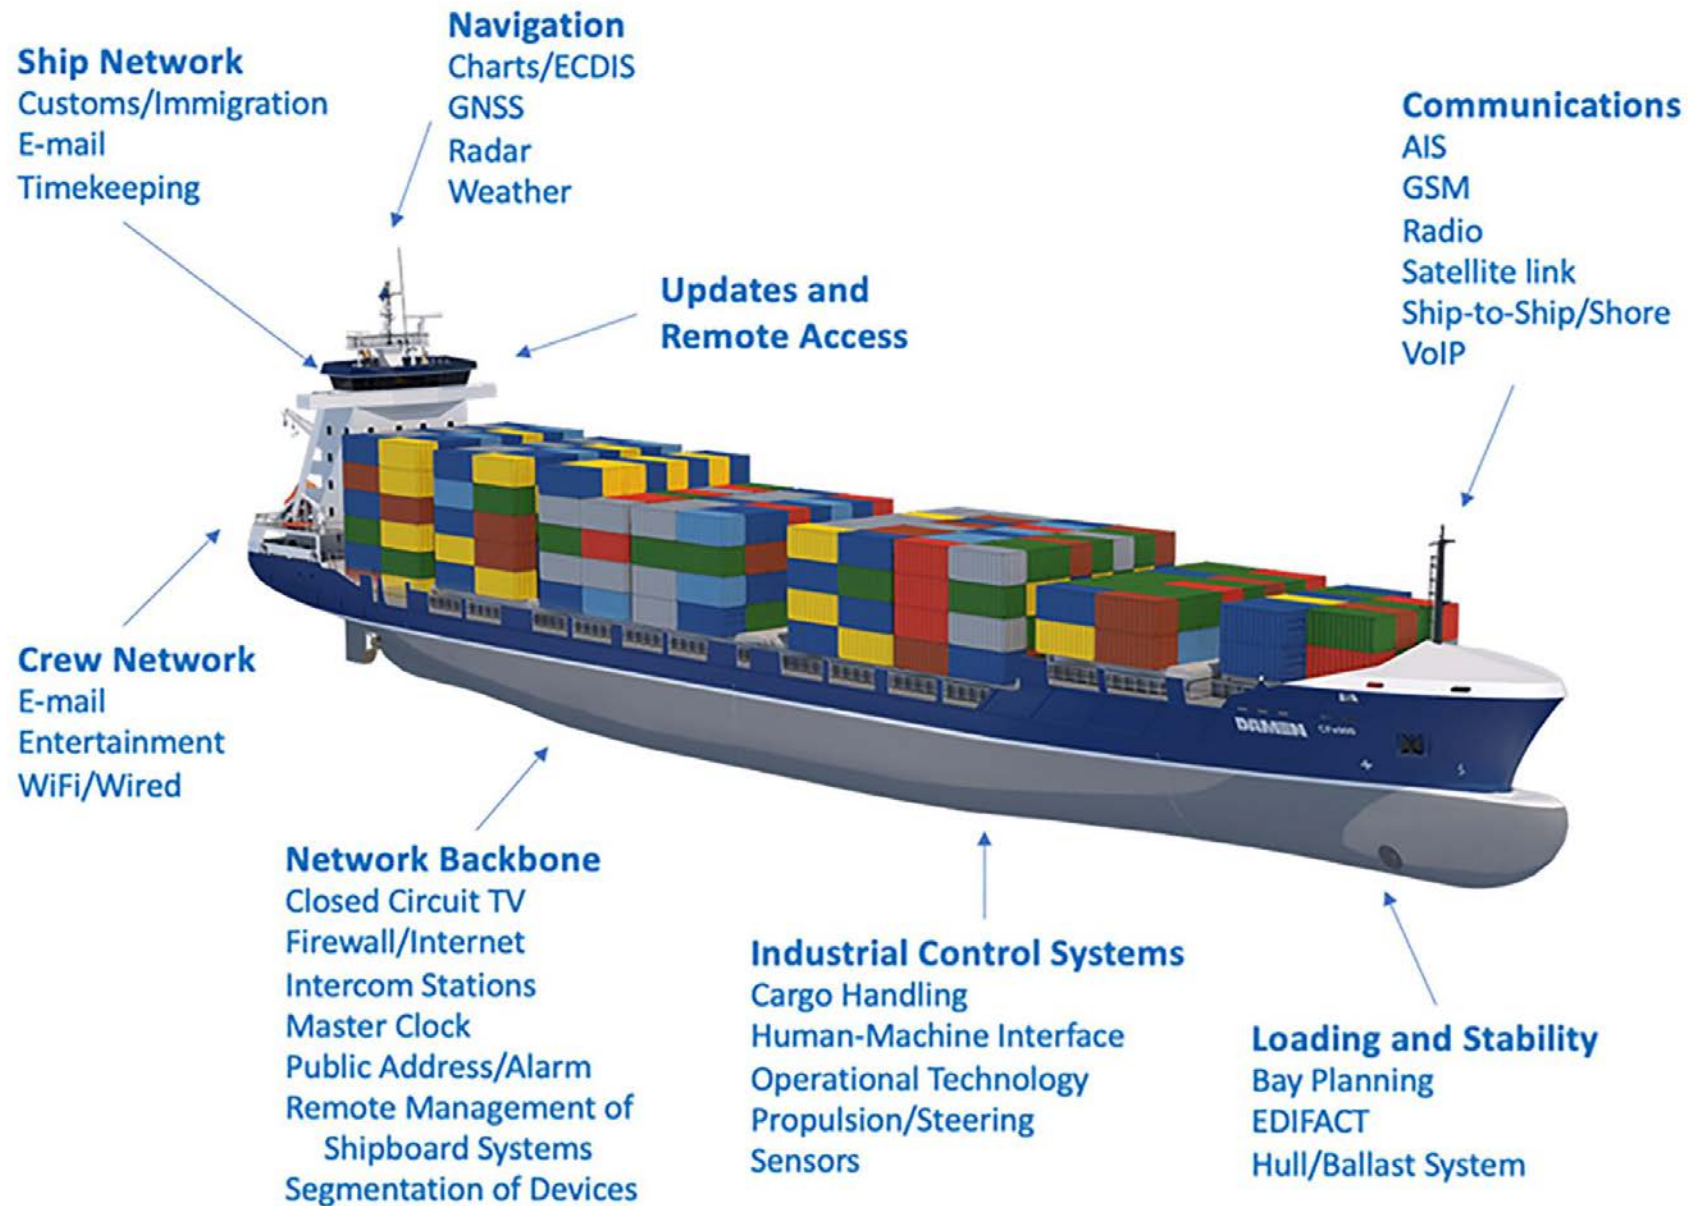 Navigation
Charts/ECDIS
GNSS
Radar
Weather
Ship Network
Customs/Immigration
E-mail
Timekeeping
Communications
AIS
GSM
Radio
Satellite link
Ship-to-Ship/Shore
VoIP
Updates and
Remote Access
Crew Network
E-mail
Entertainment
WiFi/Wired
DAMEN
Network Backbone
Closed Circuit TV
Firewall/Internet
Intercom Stations
Master Clock
Public Address/Alarm
Remote Management of
Shipboard Systems
Segmentation of Devices
Industrial Control Systems
Cargo Handling
Human-Machine Interface
Operational Technology
Propulsion/Steering
Sensors
Loading and Stability
Bay Planning
EDIFACT
Hull/Ballast System